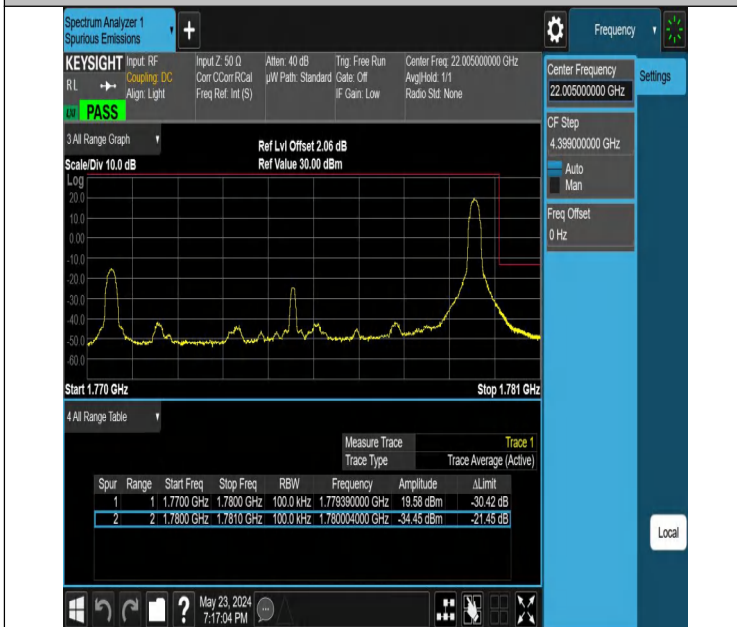 Spectrum Analyzer 1
Spurious Emissions
+
Frequency
KEYSIGHT Input: RF Input Z: 50 Ω Atten: 40 dB Trig: Free Run Center Freq: 22.005000000 GHz
RL Coupling: DC Corr CCorr RCal µW Path: Standard Gate: Off Avg|Hold: 1/1
Align: Light Freq Ref: Int (S) IF Gain: Low Radio Std: None
PASS
Center Frequency
22.005000000 GHz
Settings
CF Step
4.399000000 GHz
Auto
Man
Freq Offset
0 Hz
3 All Range Graph
Ref Lvl Offset 2.06 dB
Scale/Div 10.0 dB Ref Value 30.00 dBm
Log
20.0
10.0
0.00
-10.0
-20.0
-30.0
-40.0
-50.0
-60.0
Start 1.770 GHz Stop 1.781 GHz
4 All Range Table
Measure Trace Trace 1
Trace Type Trace Average (Active)
Spur Range Start Freq Stop Freq RBW Frequency Amplitude ΔLimit
1 1 1.7700 GHz 1.7800 GHz 100.0 kHz 1.779390000 GHz 19.58 dBm -30.42 dB
2 2 1.7800 GHz 1.7810 GHz 100.0 kHz 1.780004000 GHz -34.45 dBm -21.45 dB
Local
? May 23, 2024
7:17:04 PM